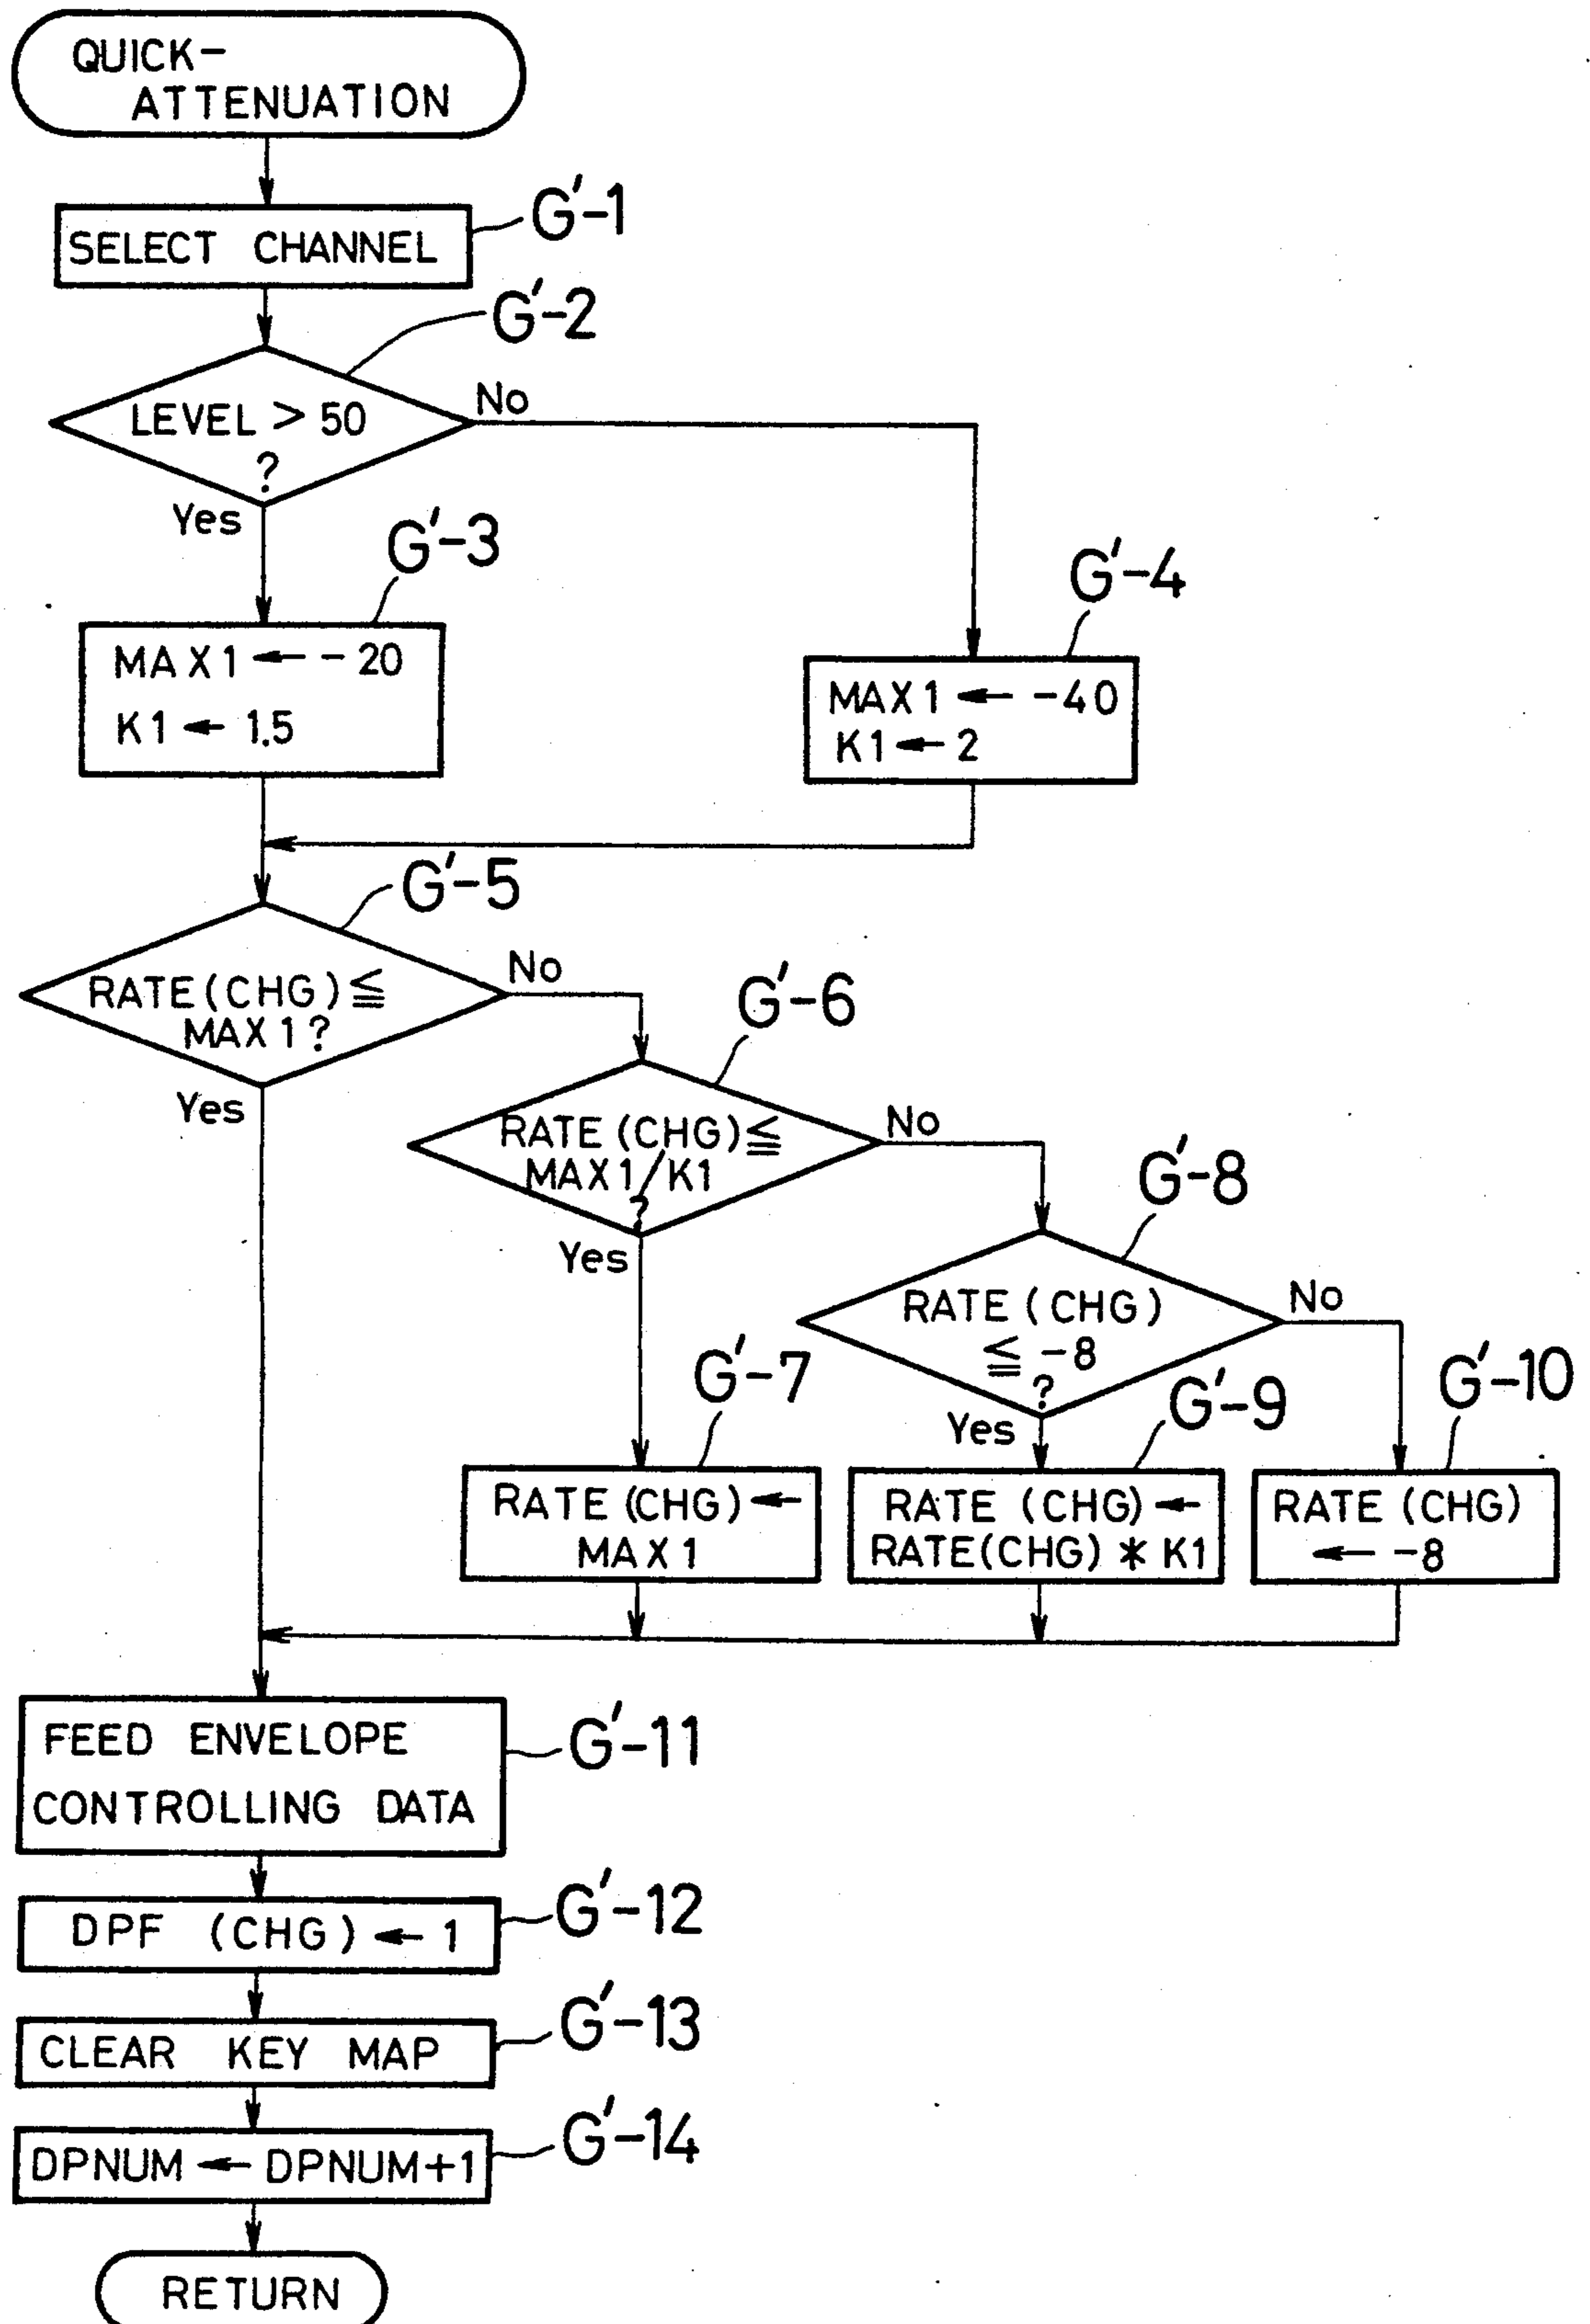 QUICK-
ATTENUATION
G'-1
SELECT CHANNEL
G'-2
LEVEL > 50
?
No
Yes
G'-3
G'-4
MAX1 ← -20
K1 ← 1.5
MAX1 ← -40
K1 ← 2
G'-5
RATE(CHG) ≦
MAX1?
No
Yes
G'-6
RATE (CHG) ≦
MAX1/K1
?
No
Yes
G'-8
RATE (CHG)
≦ -8
?
No
Yes
G'-7
G'-9
G'-10
RATE (CHG) ←
MAX1
RATE (CHG) ←
RATE(CHG) * K1
RATE (CHG)
← -8
FEED ENVELOPE
CONTROLLING DATA
G'-11
DPF (CHG) ← 1
G'-12
CLEAR KEY MAP
G'-13
DPNUM ← DPNUM+1
G'-14
RETURN